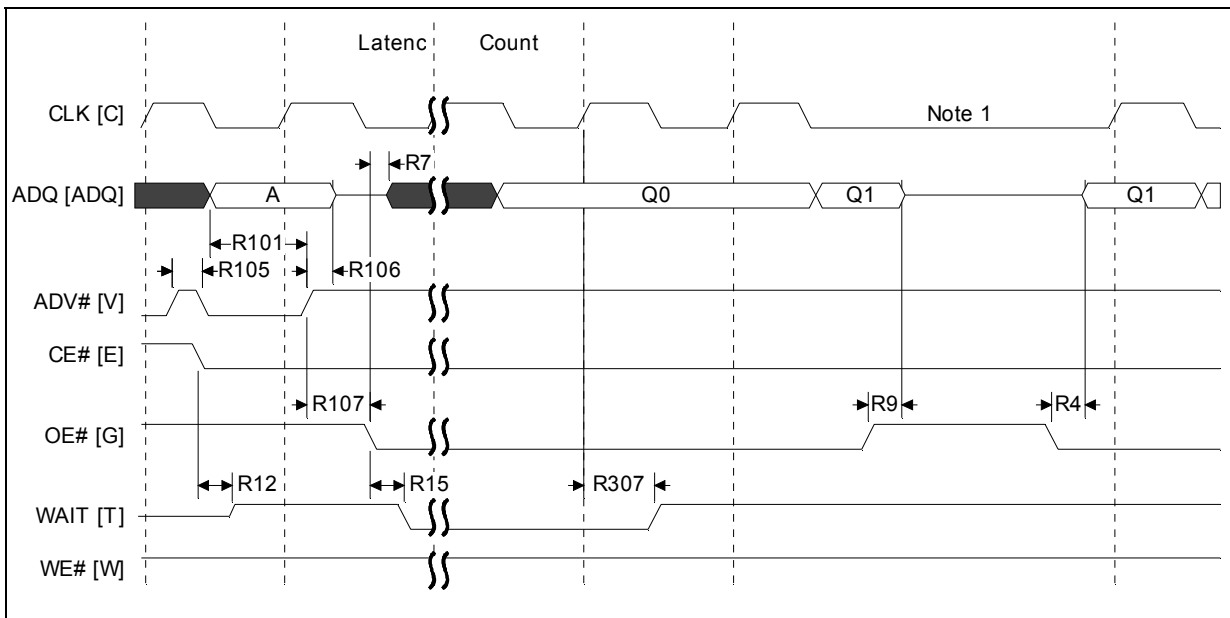 Latenc Count
CLK [C]
Note 1
R7
ADQ [ADQ]
A
Q0
Q1
Q1
R101
R105
R106
ADV# [V]
CE# [E]
R107
R9
R4
OE# [G]
R12
R15
R307
WAIT [T]
WE# [W]